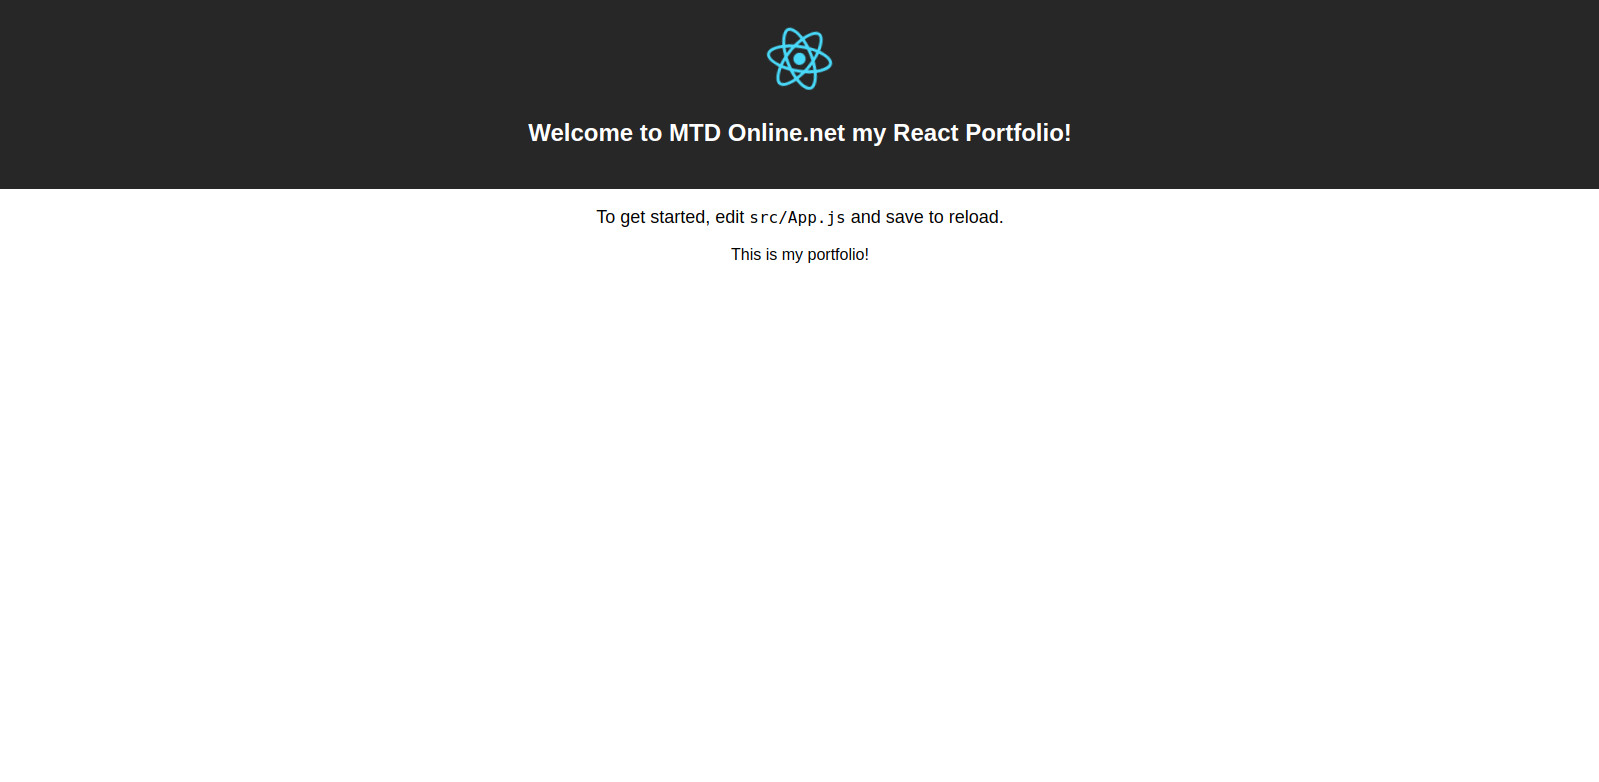 Welcome to MTD Online.net my React Portfolio!
To get started, edit src/App.js and save to reload.
This is my portfolio!